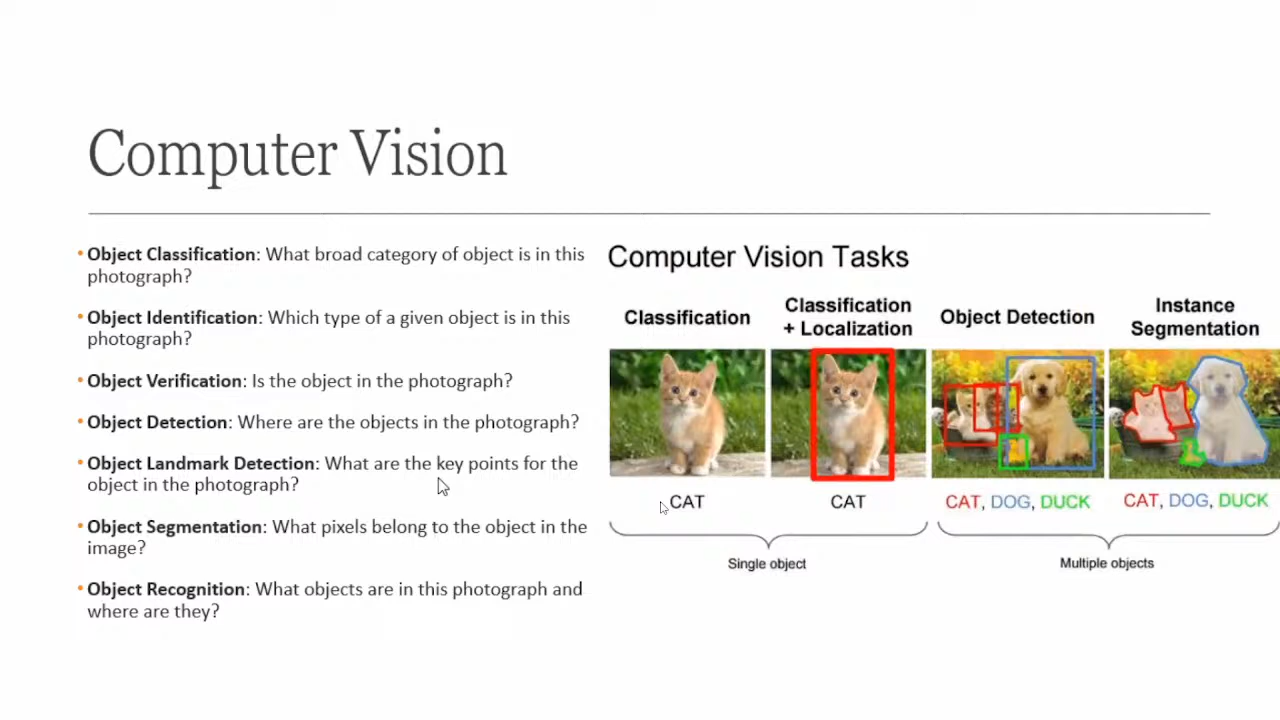 Computer Vision
• Object Classification: What broad category of object is in this
photograph?
• Object Identification: Which type of a given object is in this
photograph?
• Object Verification: Is the object in the photograph?
• Object Detection: Where are the objects in the photograph?
• Object Landmark Detection: What are the key points for the
object in the photograph?
• Object Segmentation: What pixels belong to the object in the
image?
• Object Recognition: What objects are in this photograph and
where are they?
Computer Vision Tasks
Classification
Classification
+ Localization
Object Detection
Instance
Segmentation
CAT
CAT
CAT, DOG, DUCK
CAT, DOG, DUCK
Single object
Multiple objects